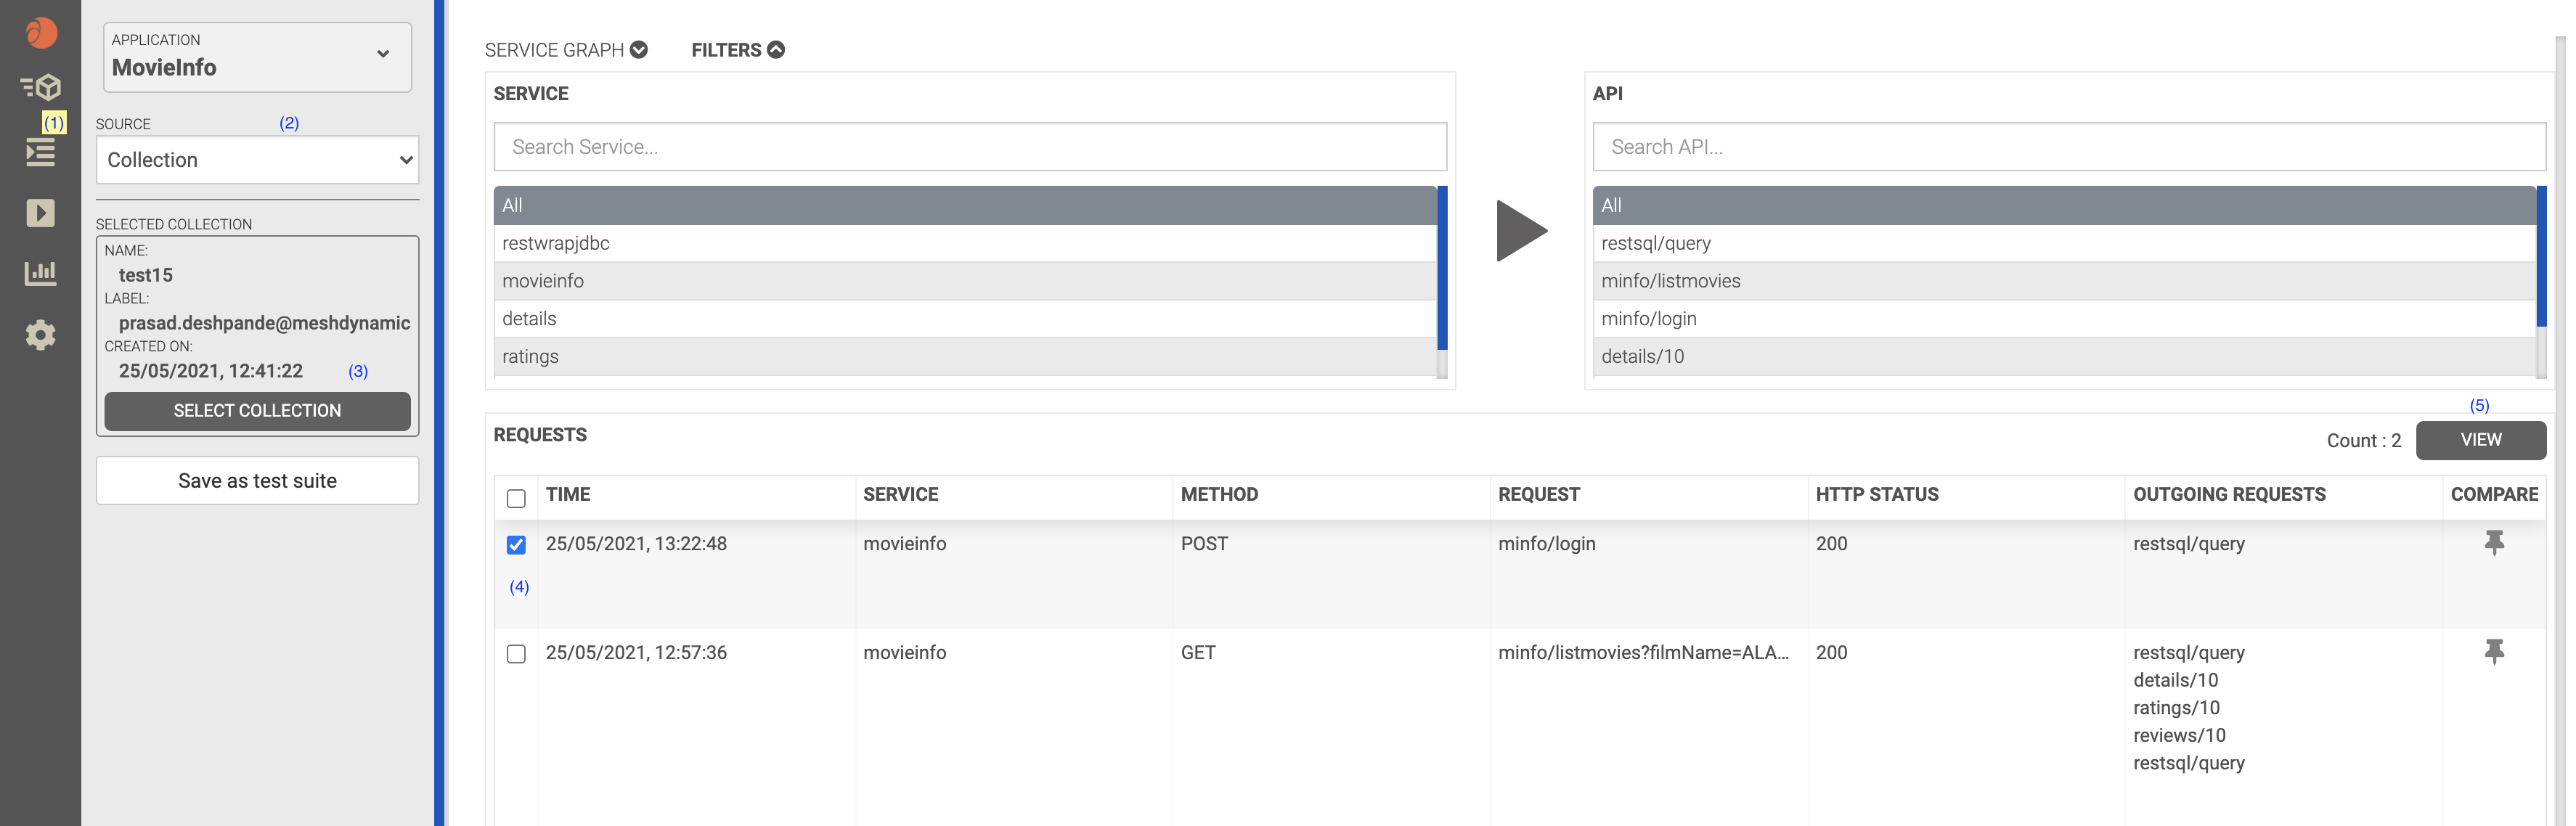 APPLICATION
MovieInfo
(1)
SOURCE (2)
Collection
SELECTED COLLECTION
NAME:
test15
LABEL:
prasad.deshpande@meshdynamic
CREATED ON:
25/05/2021, 12:41:22 (3)
SELECT COLLECTION
Save as test suite
SERVICE GRAPH FILTERS
SERVICE
Search Service...
All
restwrapjdbc
movieinfo
details
ratings
API
Search API...
All
restsql/query
minfo/listmovies
minfo/login
details/10
(5)
REQUESTS Count : 2 VIEW
TIME SERVICE METHOD REQUEST HTTP STATUS OUTGOING REQUESTS COMPARE
25/05/2021, 13:22:48 movieinfo POST minfo/login 200 restsql/query
(4)
25/05/2021, 12:57:36 movieinfo GET minfo/listmovies?filmName=ALA... 200 restsql/query
details/10
ratings/10
reviews/10
restsql/query